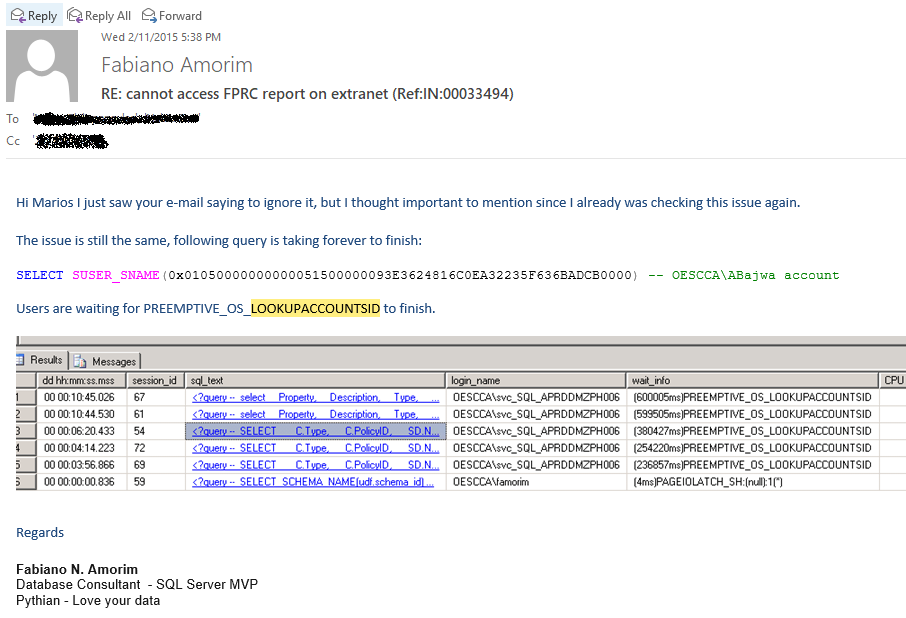 Reply Reply All Forward
Wed 2/11/2015 5:38 PM
Fabiano Amorim
RE: cannot access FPRC report on extranet (Ref:IN:00033494)
To
Cc
Hi Marios I just saw your e-mail saying to ignore it, but I thought important to mention since I already was checking this issue again.
The issue is still the same, following query is taking forever to finish:
SELECT SUSER_SNAME(0x01050000000000051500000093E3624816C0EA32235F636BADCB0000) -- OESCCA\ABajwa account
Users are waiting for PREEMPTIVE_OS_LOOKUPACCOUNTSID to finish.
Results Messages
dd hh:mm:ss.mss session_id sql_text login_name wait_info CPU
1 00 00:10:45.026 67 <?query -- select Property, Description, Type, ... OESCCA\svc_SQL_APRDDMZPH006 (600005ms)PREEMPTIVE_OS_LOOKUPACCOUNTSID
2 00 00:10:44.530 61 <?query -- select Property, Description, Type, ... OESCCA\svc_SQL_APRDDMZPH006 (599505ms)PREEMPTIVE_OS_LOOKUPACCOUNTSID
3 00 00:06:20.433 54 <?query -- SELECT C.Type, C.PolicyID, SD.N... OESCCA\svc_SQL_APRDDMZPH006 (380427ms)PREEMPTIVE_OS_LOOKUPACCOUNTSID
4 00 00:04:14.223 72 <?query -- SELECT C.Type, C.PolicyID, SD.N... OESCCA\svc_SQL_APRDDMZPH006 (254220ms)PREEMPTIVE_OS_LOOKUPACCOUNTSID
5 00 00:03:56.866 69 <?query -- SELECT C.Type, C.PolicyID, SD.N... OESCCA\svc_SQL_APRDDMZPH006 (236857ms)PREEMPTIVE_OS_LOOKUPACCOUNTSID
6 00 00:00:00.836 59 <?query -- SELECT SCHEMA_NAME(udf.schema_id)... OESCCA\famorim (4ms)PAGEIOLATCH_SH:(null):1(*)
Regards
Fabiano N. Amorim
Database Consultant - SQL Server MVP
Pythian - Love your data